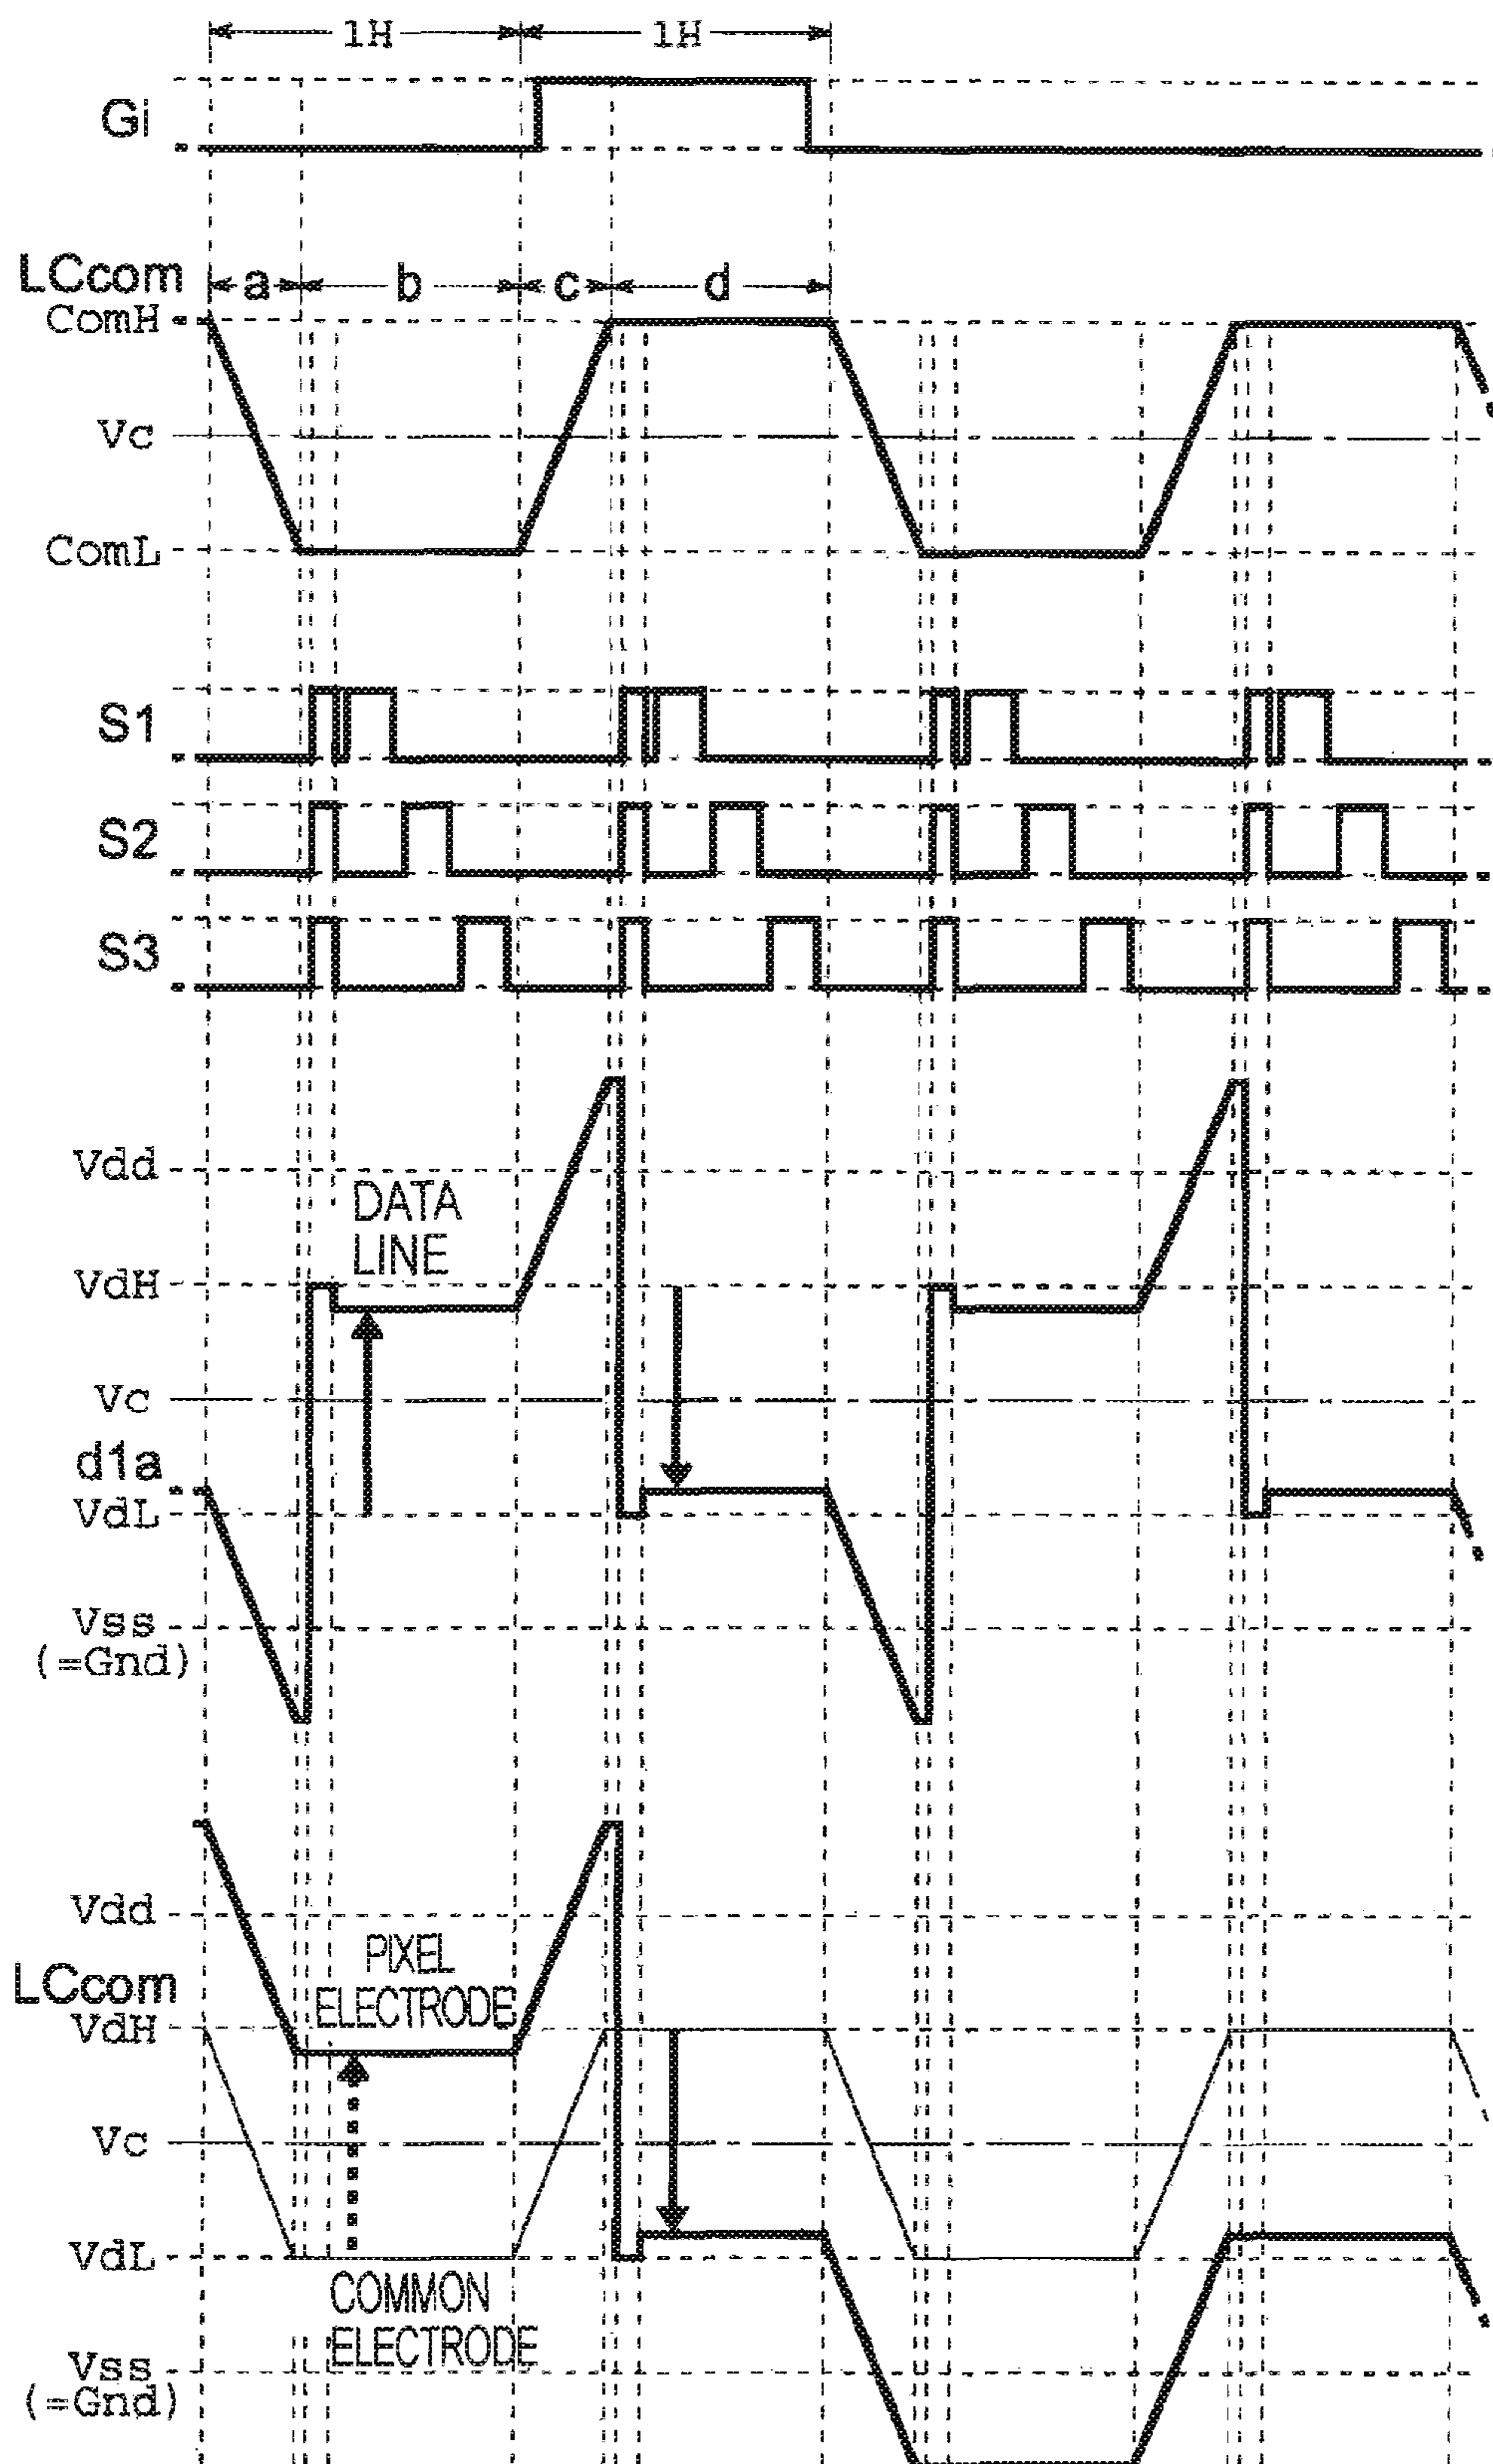 1H 1H
Gi
LCcom
a b c d
ComH
Vc
ComL
S1
S2
S3
Vdd
DATA
LINE
VdH
Vc
d1a
VdL
Vss
(=Gnd)
Vdd
PIXEL
ELECTRODE
LCcom
VdH
Vc
VdL
COMMON
ELECTRODE
Vss
(=Gnd)